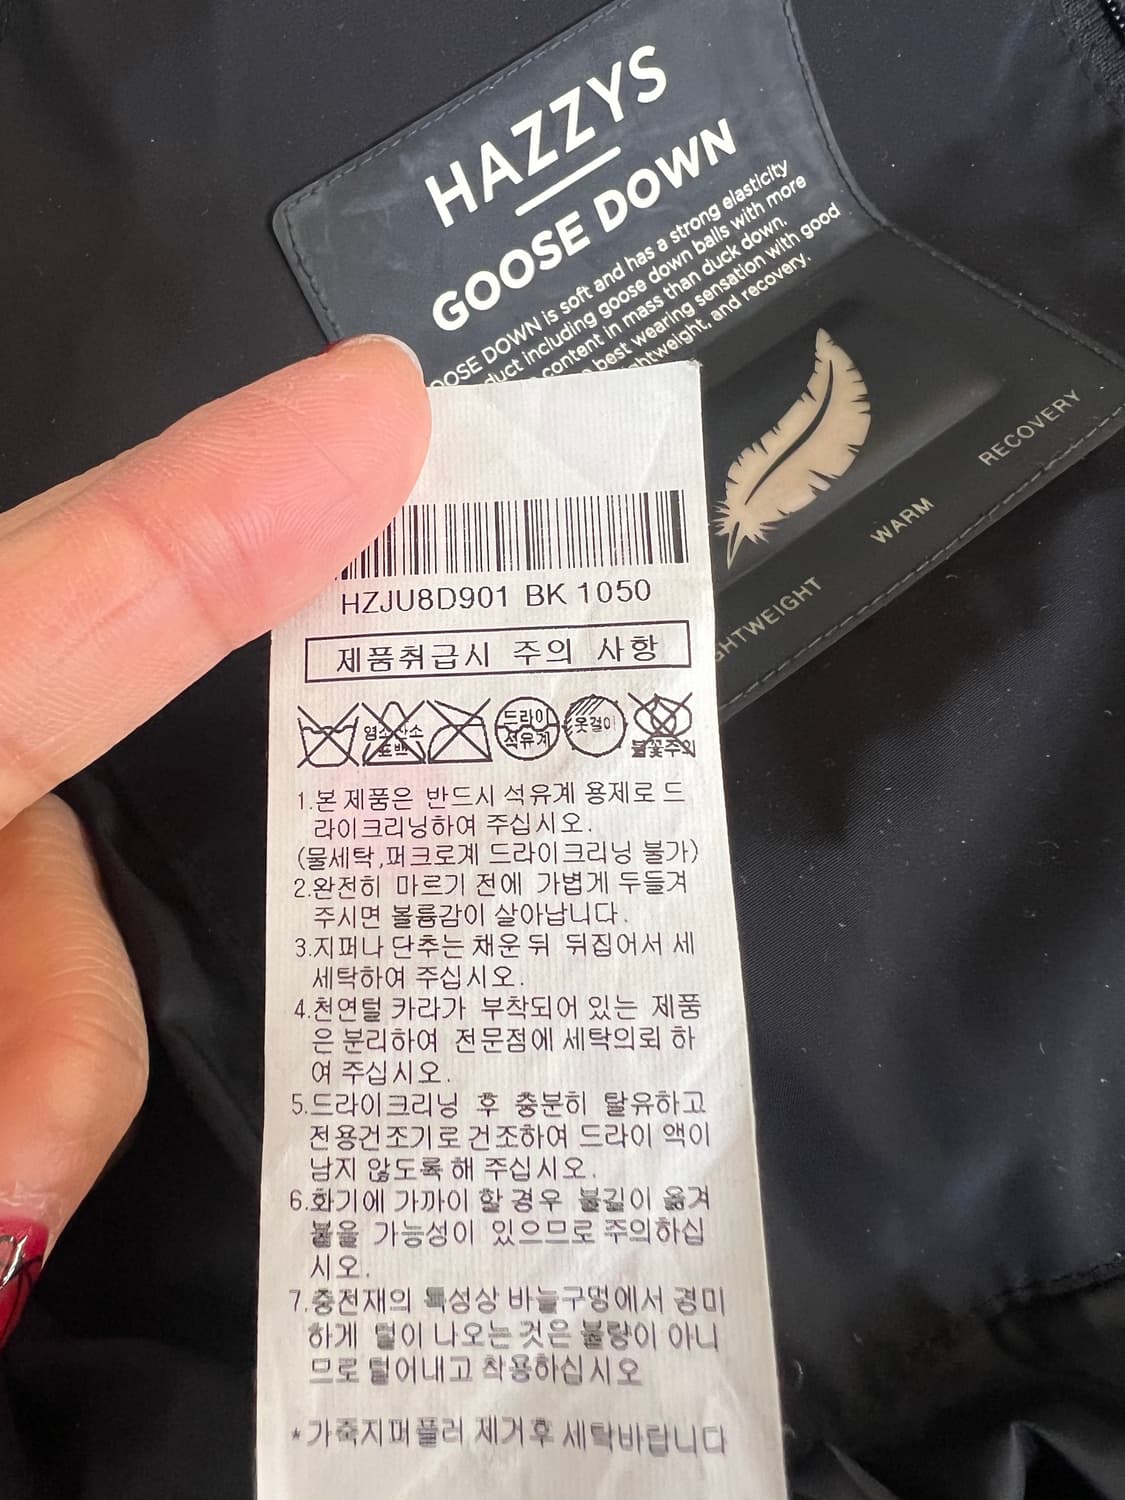 HAZZYS
GOOSE DOWN
DOWN is soft and has a strong elasticity
including goose down balls with more
content in mass than duck down.
best wearing sensation with good
and recovery.
RECOVERY
WARM
HZJU8D901 BK 1050
제품취급시 주의 사항
드라이
석유계
옷걸이
불꽃주의
1.본 제품은 반드시 석유계 용제로 드
라이크리닝하여 주십시오.
(물세탁,퍼크로계 드라이크리닝 불가)
2.완전히 마르기 전에 가볍게 두들겨
주시면 볼륨감이 살아납니다.
3.지퍼나 단추는 채운뒤 뒤집어서 세
세탁하여 주십시오.
4.천연털 카라가 부착되어 있는 제품
은 분리하여 전문점에 세탁의뢰 하
여 주십시오.
5.드라이크리닝 후 충분히 탈유하고
전용건조기로 건조하여 드라이 액이
남지 않도록 해 주십시오.
6.화기에 가까이 할 경우 불길이 옮겨
붙을 가능성이 있으므로 주의하십
시오.
7.충전재의 특성상 바늘구멍에서 경미
하게 털이 나오는 것은 불량이 아니
므로 털어내고 착용하십시오
*가죽지퍼풀러 제거후 세탁바랍니다